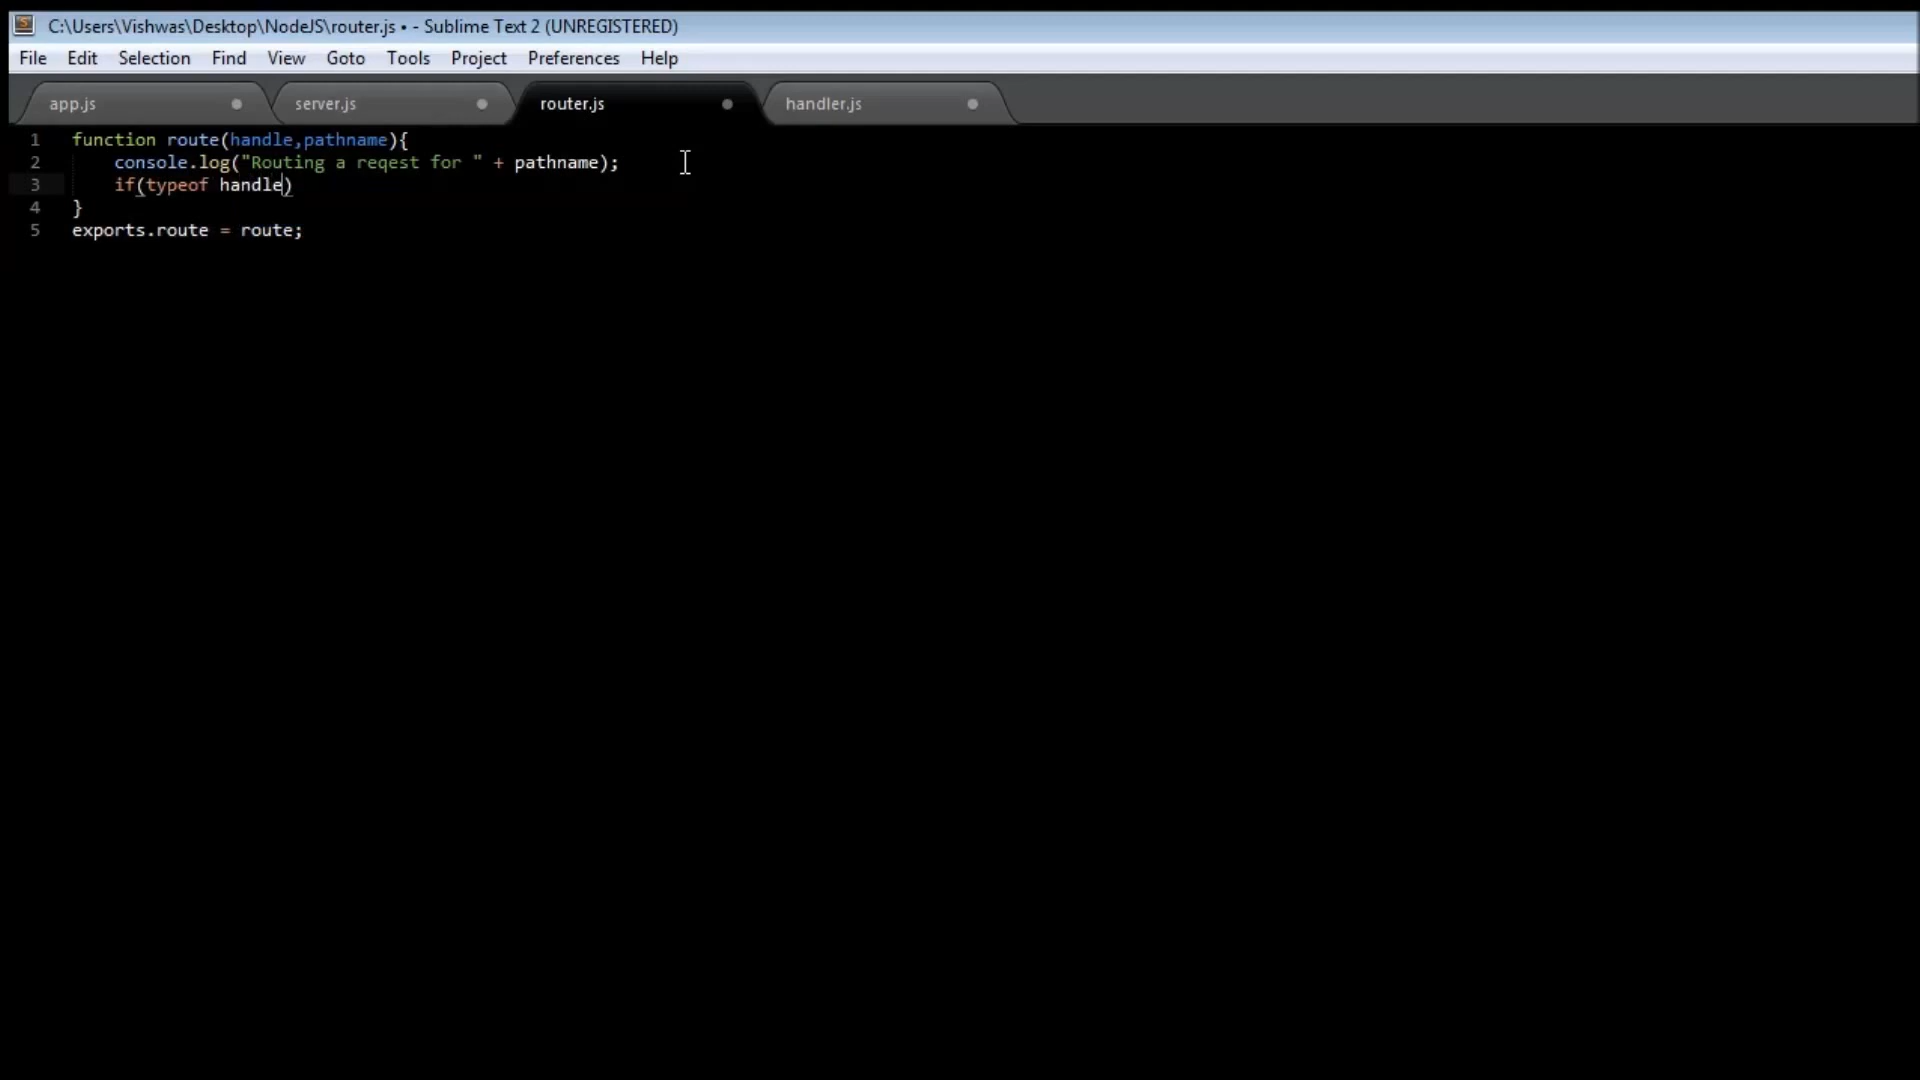 C:\Users\Vishwas\Desktop\NodeJS\router.js • - Sublime Text 2 (UNREGISTERED)
File Edit Selection Find View Goto Tools Project Preferences Help
app.js server.js router.js handler.js
1 function route(handle,pathname){
2 console.log("Routing a reqest for " + pathname);
3 if(typeof handle)
4 }
5 exports.route = route;